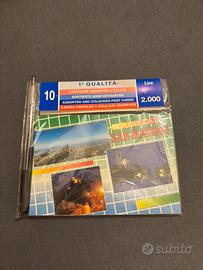 1ª QUALITÀ
10
CARTOLINE ASSORTITE A COLORI
SORTIERTE ANSICHTSKARTEN
ASSORTED AND COLOURED POST CARDS
CARTES POSTALES A COULEUR ASSORTIES
Lire
2.000
subito